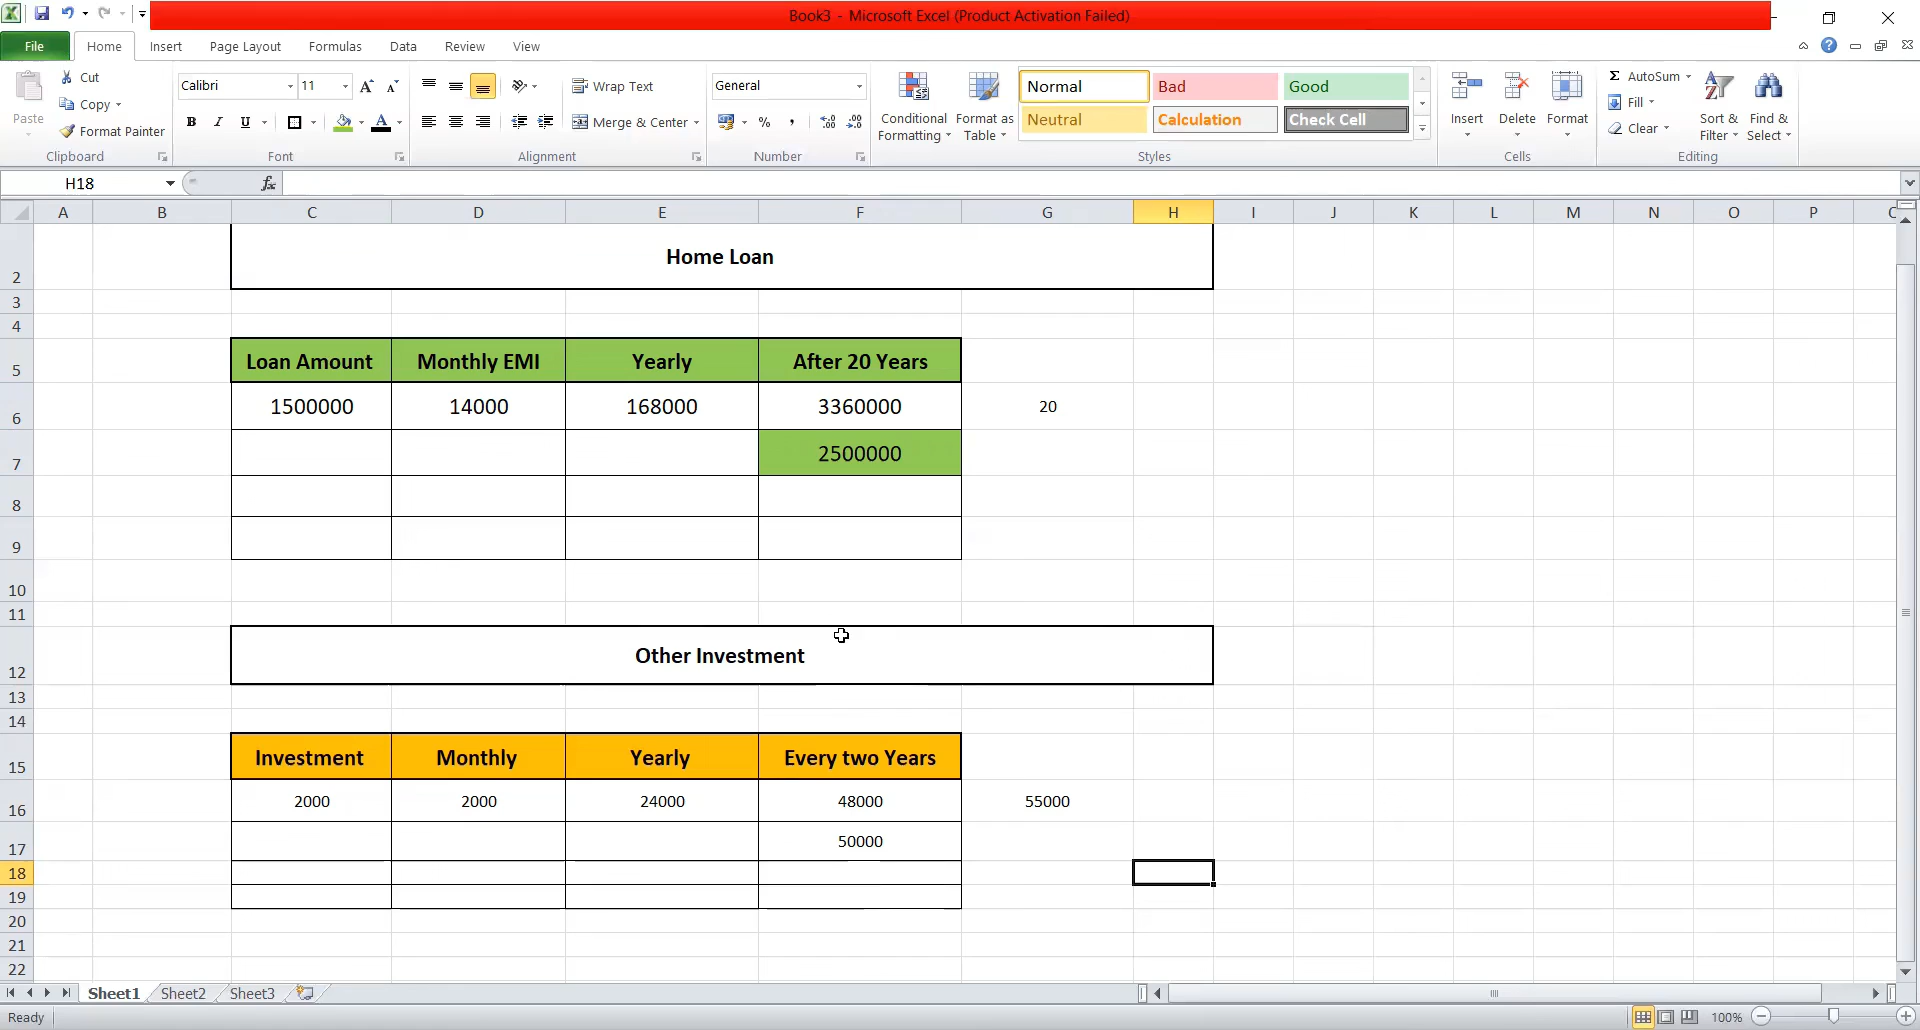 Book3 - Microsoft Excel (Product Activation Failed)
File Home Insert Page Layout Formulas Data Review View
Paste
Cut
Copy
Format Painter
Clipboard
Calibri 11
B I U
Font
Wrap Text
Merge & Center
Alignment
General
% ,
Number
Conditional Formatting
Format as Table
Normal Bad Good
Neutral Calculation Check Cell
Styles
Insert Delete Format
Cells
Σ AutoSum
Fill
Clear
Sort & Filter
Find & Select
Editing
H18 fx
A B C D E F G H I J K L M N O P
2 Home Loan
3
4
5 Loan Amount Monthly EMI Yearly After 20 Years
6 1500000 14000 168000 3360000 20
7 2500000
8
9
10
11
12 Other Investment
13
14
15 Investment Monthly Yearly Every two Years
16 2000 2000 24000 48000 55000
17 50000
18
19
20
21
22
Sheet1 Sheet2 Sheet3
Ready 100%